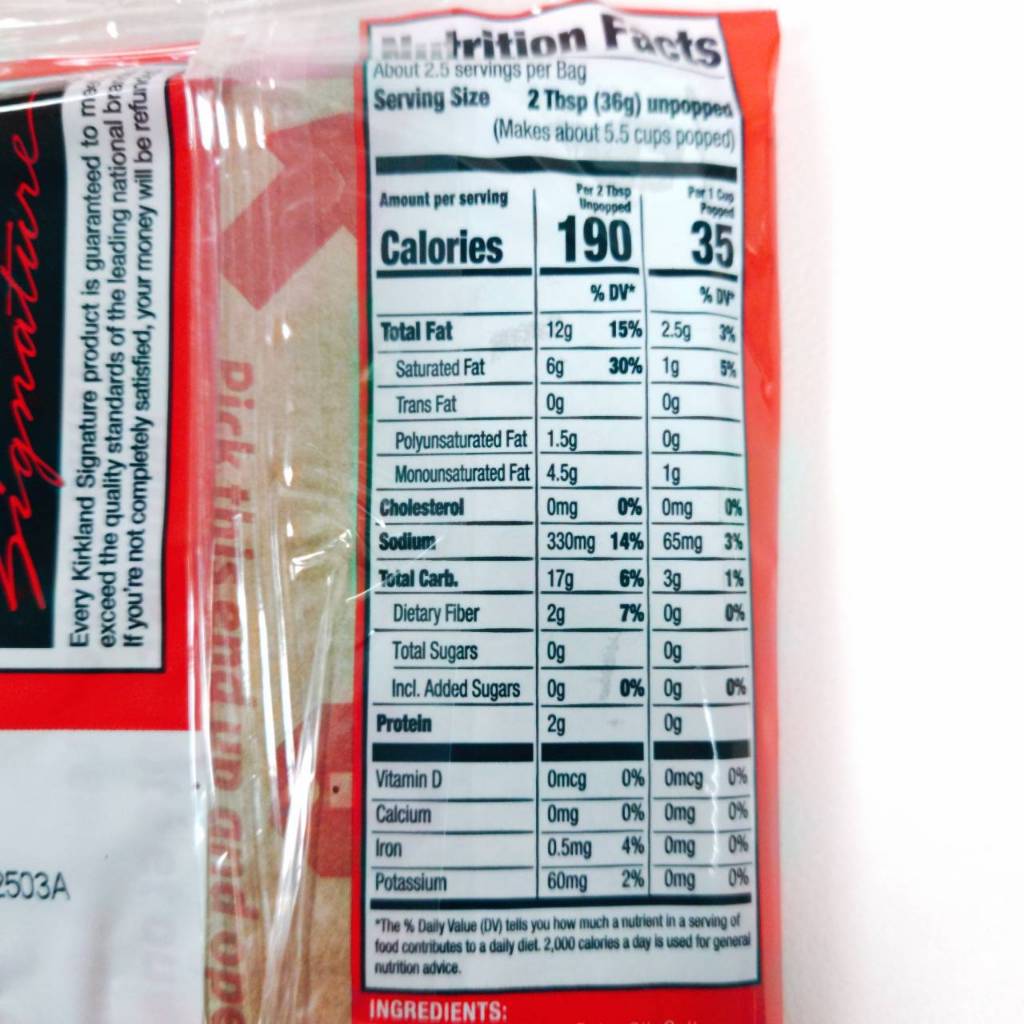 Signature
Every Kirkland Signature product is guaranteed to
exceed the quality standards of the leading national
If you're not completely satisfied, your money will be
2503A
Pick this end up and open
Nutrition Facts
About 2.5 servings per Bag
Serving Size 2 Tbsp (36g) unpopped
(Makes about 5.5 cups popped)
Amount per serving Per 2 Tbsp Unpopped Per 1 Cup Popped
Calories 190 35
% DV* % DV*
Total Fat 12g 15% 2.5g 3%
Saturated Fat 6g 30% 1g 5%
Trans Fat 0g 0g
Polyunsaturated Fat 1.5g 0g
Monounsaturated Fat 4.5g 1g
Cholesterol 0mg 0% 0mg 0%
Sodium 330mg 14% 65mg 3%
Total Carb. 17g 6% 3g 1%
Dietary Fiber 2g 7% 0g 0%
Total Sugars 0g 0g
Incl. Added Sugars 0g 0% 0g 0%
Protein 2g 0g
Vitamin D 0mcg 0% 0mcg 0%
Calcium 0mg 0% 0mg 0%
Iron 0.5mg 4% 0mg 0%
Potassium 60mg 2% 0mg 0%
*The % Daily Value (DV) tells you how much a nutrient in a serving of
food contributes to a daily diet. 2,000 calories a day is used for general
nutrition advice.
INGREDIENTS: